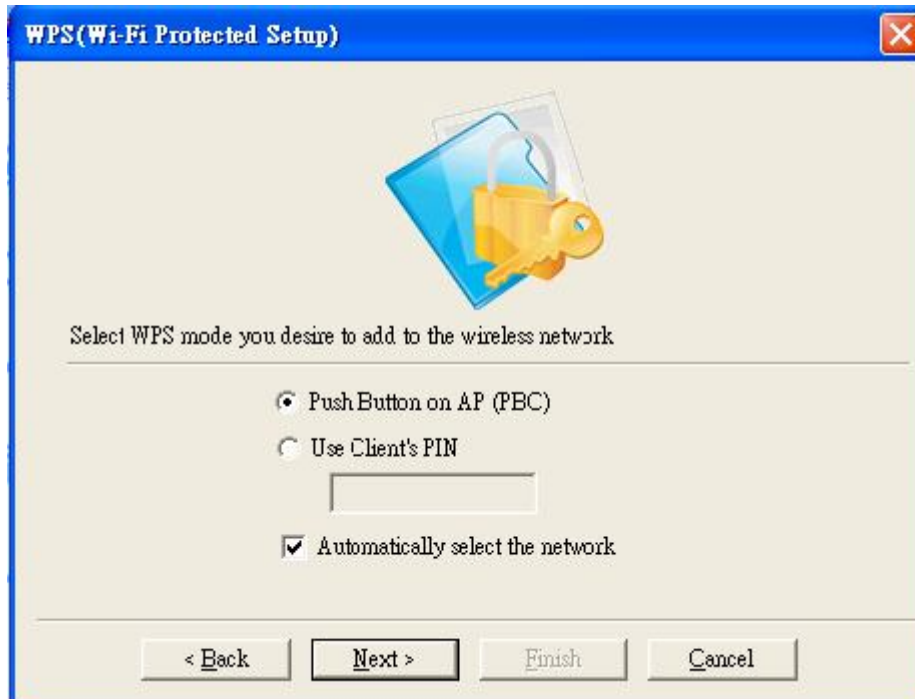 WPS(Wi-Fi Protected Setup)
Select WPS mode you desire to add to the wireless network
Push Button on AP (PBC)
Use Client's PIN
Automatically select the network
< Back Next > Finish Cancel